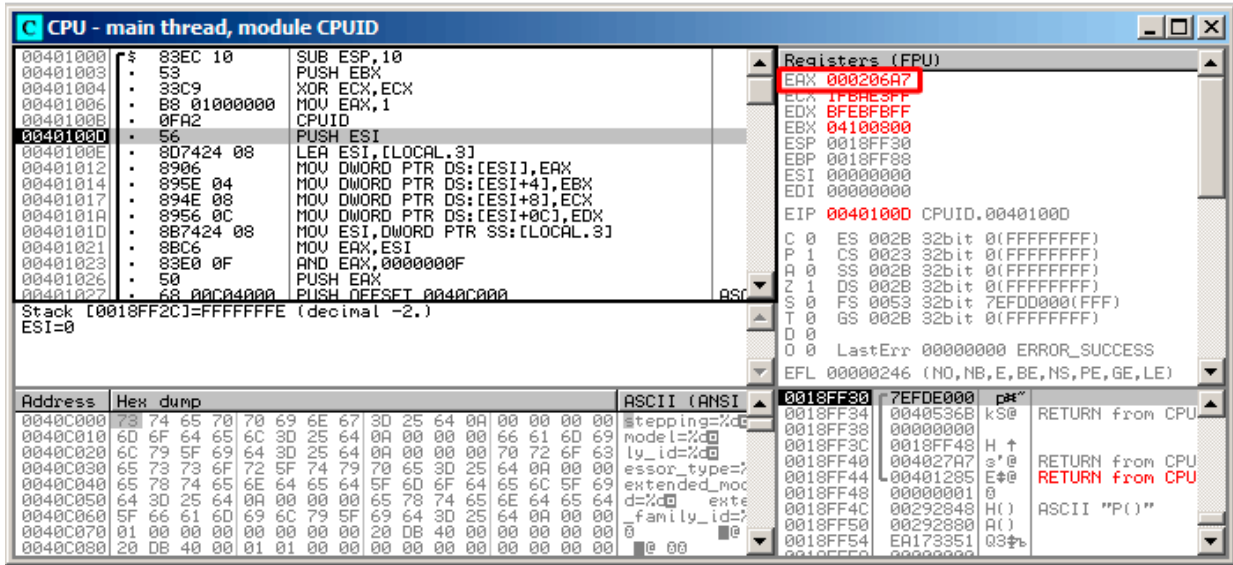 C CPU - main thread, module CPUID
00401000 $ 83EC 10 SUB ESP,10
00401003 . 53 PUSH EBX
00401004 . 33C9 XOR ECX,ECX
00401006 . B8 01000000 MOV EAX,1
0040100B . 0FA2 CPUID
0040100D . 56 PUSH ESI
0040100E . 8D7424 08 LEA ESI,[LOCAL.3]
00401012 . 8906 MOV DWORD PTR DS:[ESI],EAX
00401014 . 895E 04 MOV DWORD PTR DS:[ESI+4],EBX
00401017 . 894E 08 MOV DWORD PTR DS:[ESI+8],ECX
0040101A . 8956 0C MOV DWORD PTR DS:[ESI+0C],EDX
0040101D . 8B7424 08 MOV ESI,DWORD PTR SS:[LOCAL.3]
00401021 . 8BC6 MOV EAX,ESI
00401023 . 83E0 0F AND EAX,0000000F
00401026 . 50 PUSH EAX
00401027 . 68 00C04000 PUSH OFFSET 0040C000 ASC
Stack [0018FF2C]=FFFFFFFE (decimal -2.)
ESI=0
Registers (FPU)
EAX 000206A7
ECX 1FBAE3FF
EDX BFEBFBFF
EBX 04100800
ESP 0018FF30
EBP 0018FF88
ESI 00000000
EDI 00000000
EIP 0040100D CPUID.0040100D
C 0 ES 002B 32bit 0(FFFFFFFF)
P 1 CS 0023 32bit 0(FFFFFFFF)
A 0 SS 002B 32bit 0(FFFFFFFF)
Z 1 DS 002B 32bit 0(FFFFFFFF)
S 0 FS 0053 32bit 7EFDD000(FFF)
T 0 GS 002B 32bit 0(FFFFFFFF)
D 0
O 0 LastErr 00000000 ERROR_SUCCESS
EFL 00000246 (NO,NB,E,BE,NS,PE,GE,LE)
Address Hex dump ASCII (ANSI
0040C000 73 74 65 70 70 69 6E 67 3D 25 64 0A 00 00 00 00 stepping=%d
0040C010 6D 6F 64 65 6C 3D 25 64 0A 00 00 00 66 61 6D 69 model=%d fami
0040C020 6C 79 5F 69 64 3D 25 64 0A 00 00 00 70 72 6F 63 ly_id=%d
0040C030 65 73 73 6F 72 5F 74 79 70 65 3D 25 64 0A 00 00 essor_type=%
0040C040 65 78 74 65 6E 64 65 64 5F 6D 6F 64 65 6C 5F 69 extended_mod
0040C050 64 3D 25 64 0A 00 00 00 65 78 74 65 6E 64 65 64 d=%d exte
0040C060 5F 66 61 6D 69 6C 79 5F 69 64 3D 25 64 0A 00 00 _family_id=%
0040C070 01 00 00 00 00 00 00 00 20 DB 40 00 00 00 00 00
0040C080 20 DB 40 00 01 01 00 00 00 00 00 00 00 00 00 00
0018FF30 7EFDE000
0018FF34 0040536B kS@ RETURN from CPU
0018FF38 00000000
0018FF3C 0018FF48 H ↑
0018FF40 004027A7 RETURN from CPU
0018FF44 00401285 RETURN from CPU
0018FF48 00000001
0018FF4C 00292848 H() ASCII "P()"
0018FF50 00292880 A()
0018FF54 EA173351